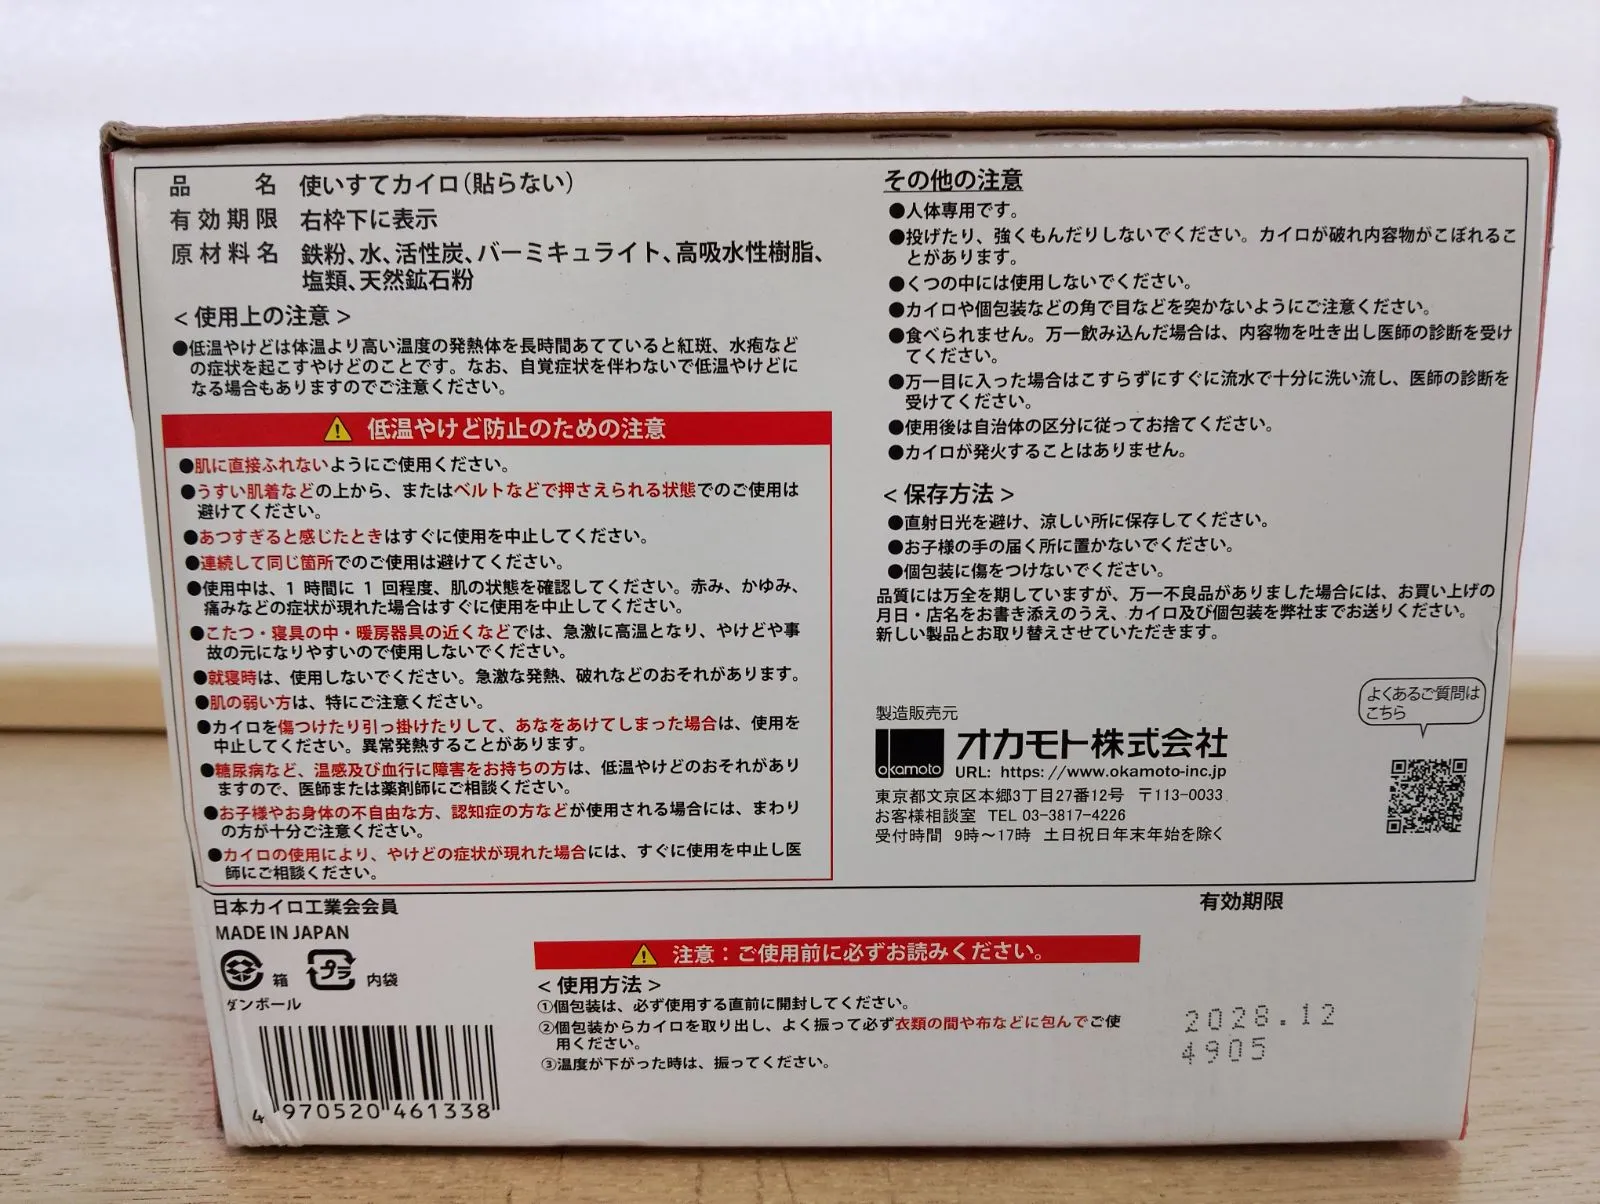 品名 使いすてカイロ(貼らない)
有効期限 右枠下に表示
原材料名 鉄粉、水、活性炭、バーミキュライト、高吸水性樹脂、
塩類、天然鉱石粉
<使用上の注意>
●低温やけどは体温より高い温度の発熱体を長時間あてていると紅斑、水疱など
の症状を起こすやけどのことです。なお、自覚症状を伴わないで低温やけどに
なる場合もありますのでご注意ください。
低温やけど防止のための注意
●肌に直接ふれないようにご使用ください。
●うすい肌着などの上から、またはベルトなどで押さえられる状態でのご使用は
避けてください。
●あつすぎると感じたときはすぐに使用を中止してください。
●連続して同じ箇所でのご使用は避けてください。
●使用中は、1 時間に 1 回程度、肌の状態を確認してください。赤み、かゆみ、
痛みなどの症状が現れた場合はすぐに使用を中止してください。
●こたつ・寝具の中・暖房器具の近くなどでは、急激に高温となり、やけどや事
故の元になりやすいので使用しないでください。
●就寝時は、使用しないでください。急激な発熱、破れなどのおそれがあります。
●肌の弱い方は、特にご注意ください。
●カイロを傷つけたり引っ掛けたりして、あなをあけてしまった場合は、使用を
中止してください。異常発熱することがあります。
●糖尿病など、温感及び血行に障害をお持ちの方は、低温やけどのおそれがあり
ますので、医師または薬剤師にご相談ください。
●お子様やお身体の不自由な方、認知症の方などが使用される場合には、まわり
の方が十分ご注意ください。
●カイロの使用により、やけどの症状が現れた場合には、すぐに使用を中止し医
師にご相談ください。
その他の注意
●人体専用です。
●投げたり、強くもんだりしないでください。カイロが破れ内容物がこぼれるこ
とがあります。
●くつの中には使用しないでください。
●カイロや個包装などの角で目などを突かないようにご注意ください。
●食べられません。万一飲み込んだ場合は、内容物を吐き出し医師の診断を受け
てください。
●万一目に入った場合はこすらずにすぐに流水で十分に洗い流し、医師の診断を
受けてください。
●使用後は自治体の区分に従ってお捨てください。
●カイロが発火することはありません。
<保存方法>
●直射日光を避け、涼しい所に保存してください。
●お子様の手の届く所に置かないでください。
●個包装に傷をつけないでください。
品質には万全を期していますが、万一不良品がありました場合には、お買い上げの
月日・店名をお書き添えのうえ、カイロ及び個包装を弊社までお送りください。
新しい製品とお取り替えさせていただきます。
よくあるご質問は
こちら
製造販売元
okamoto オカモト株式会社
URL: https://www.okamoto-inc.jp
東京都文京区本郷3丁目27番12号 〒113-0033
お客様相談室 TEL 03-3817-4226
受付時間 9時〜17時 土日祝日年末年始を除く
日本カイロ工業会会員
MADE IN JAPAN
箱 プラ 内袋
ダンボール
4 970520 461338
注意:ご使用前に必ずお読みください。
<使用方法>
①個包装は、必ず使用する直前に開封してください。
②個包装からカイロを取り出し、よく振って必ず衣類の間や布などに包んでご使
用ください。
③温度が下がった時は、振ってください。
有効期限
2028.12
4905